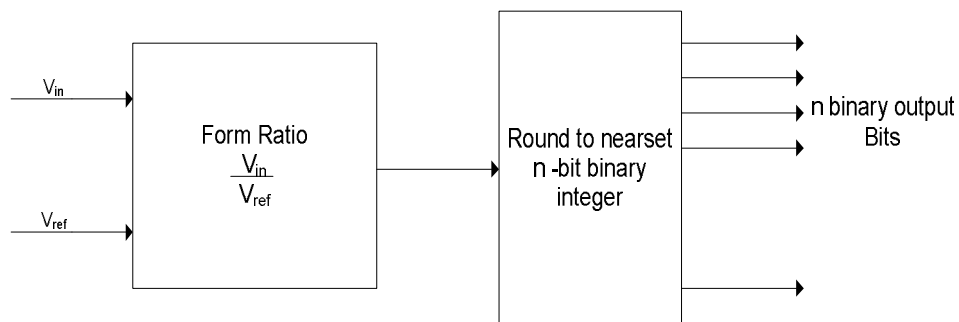 V_in
V_ref
Form Ratio
V_in
V_ref
Round to nearset
n -bit binary
integer
n binary output
Bits